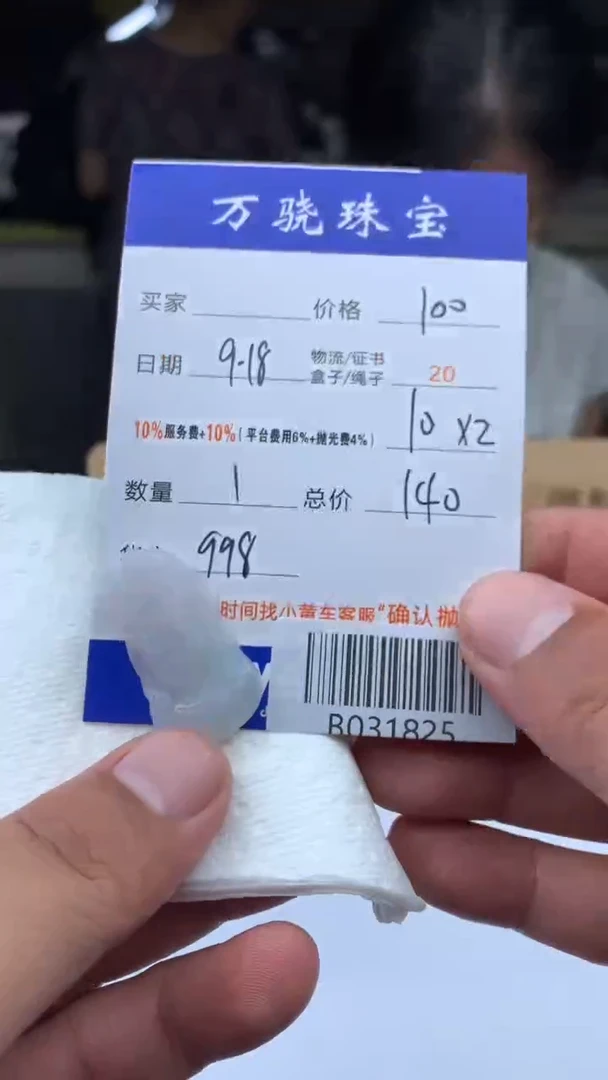 万骁珠宝
买家 价格 100
日期 9.18 物流/证书 盒子/绳子 20
10%服务费+10%(平台费用6%+抛光费4%) 10 x2
数量 1 总价 140
998
时间找小黄车客服“确认抛
B031825